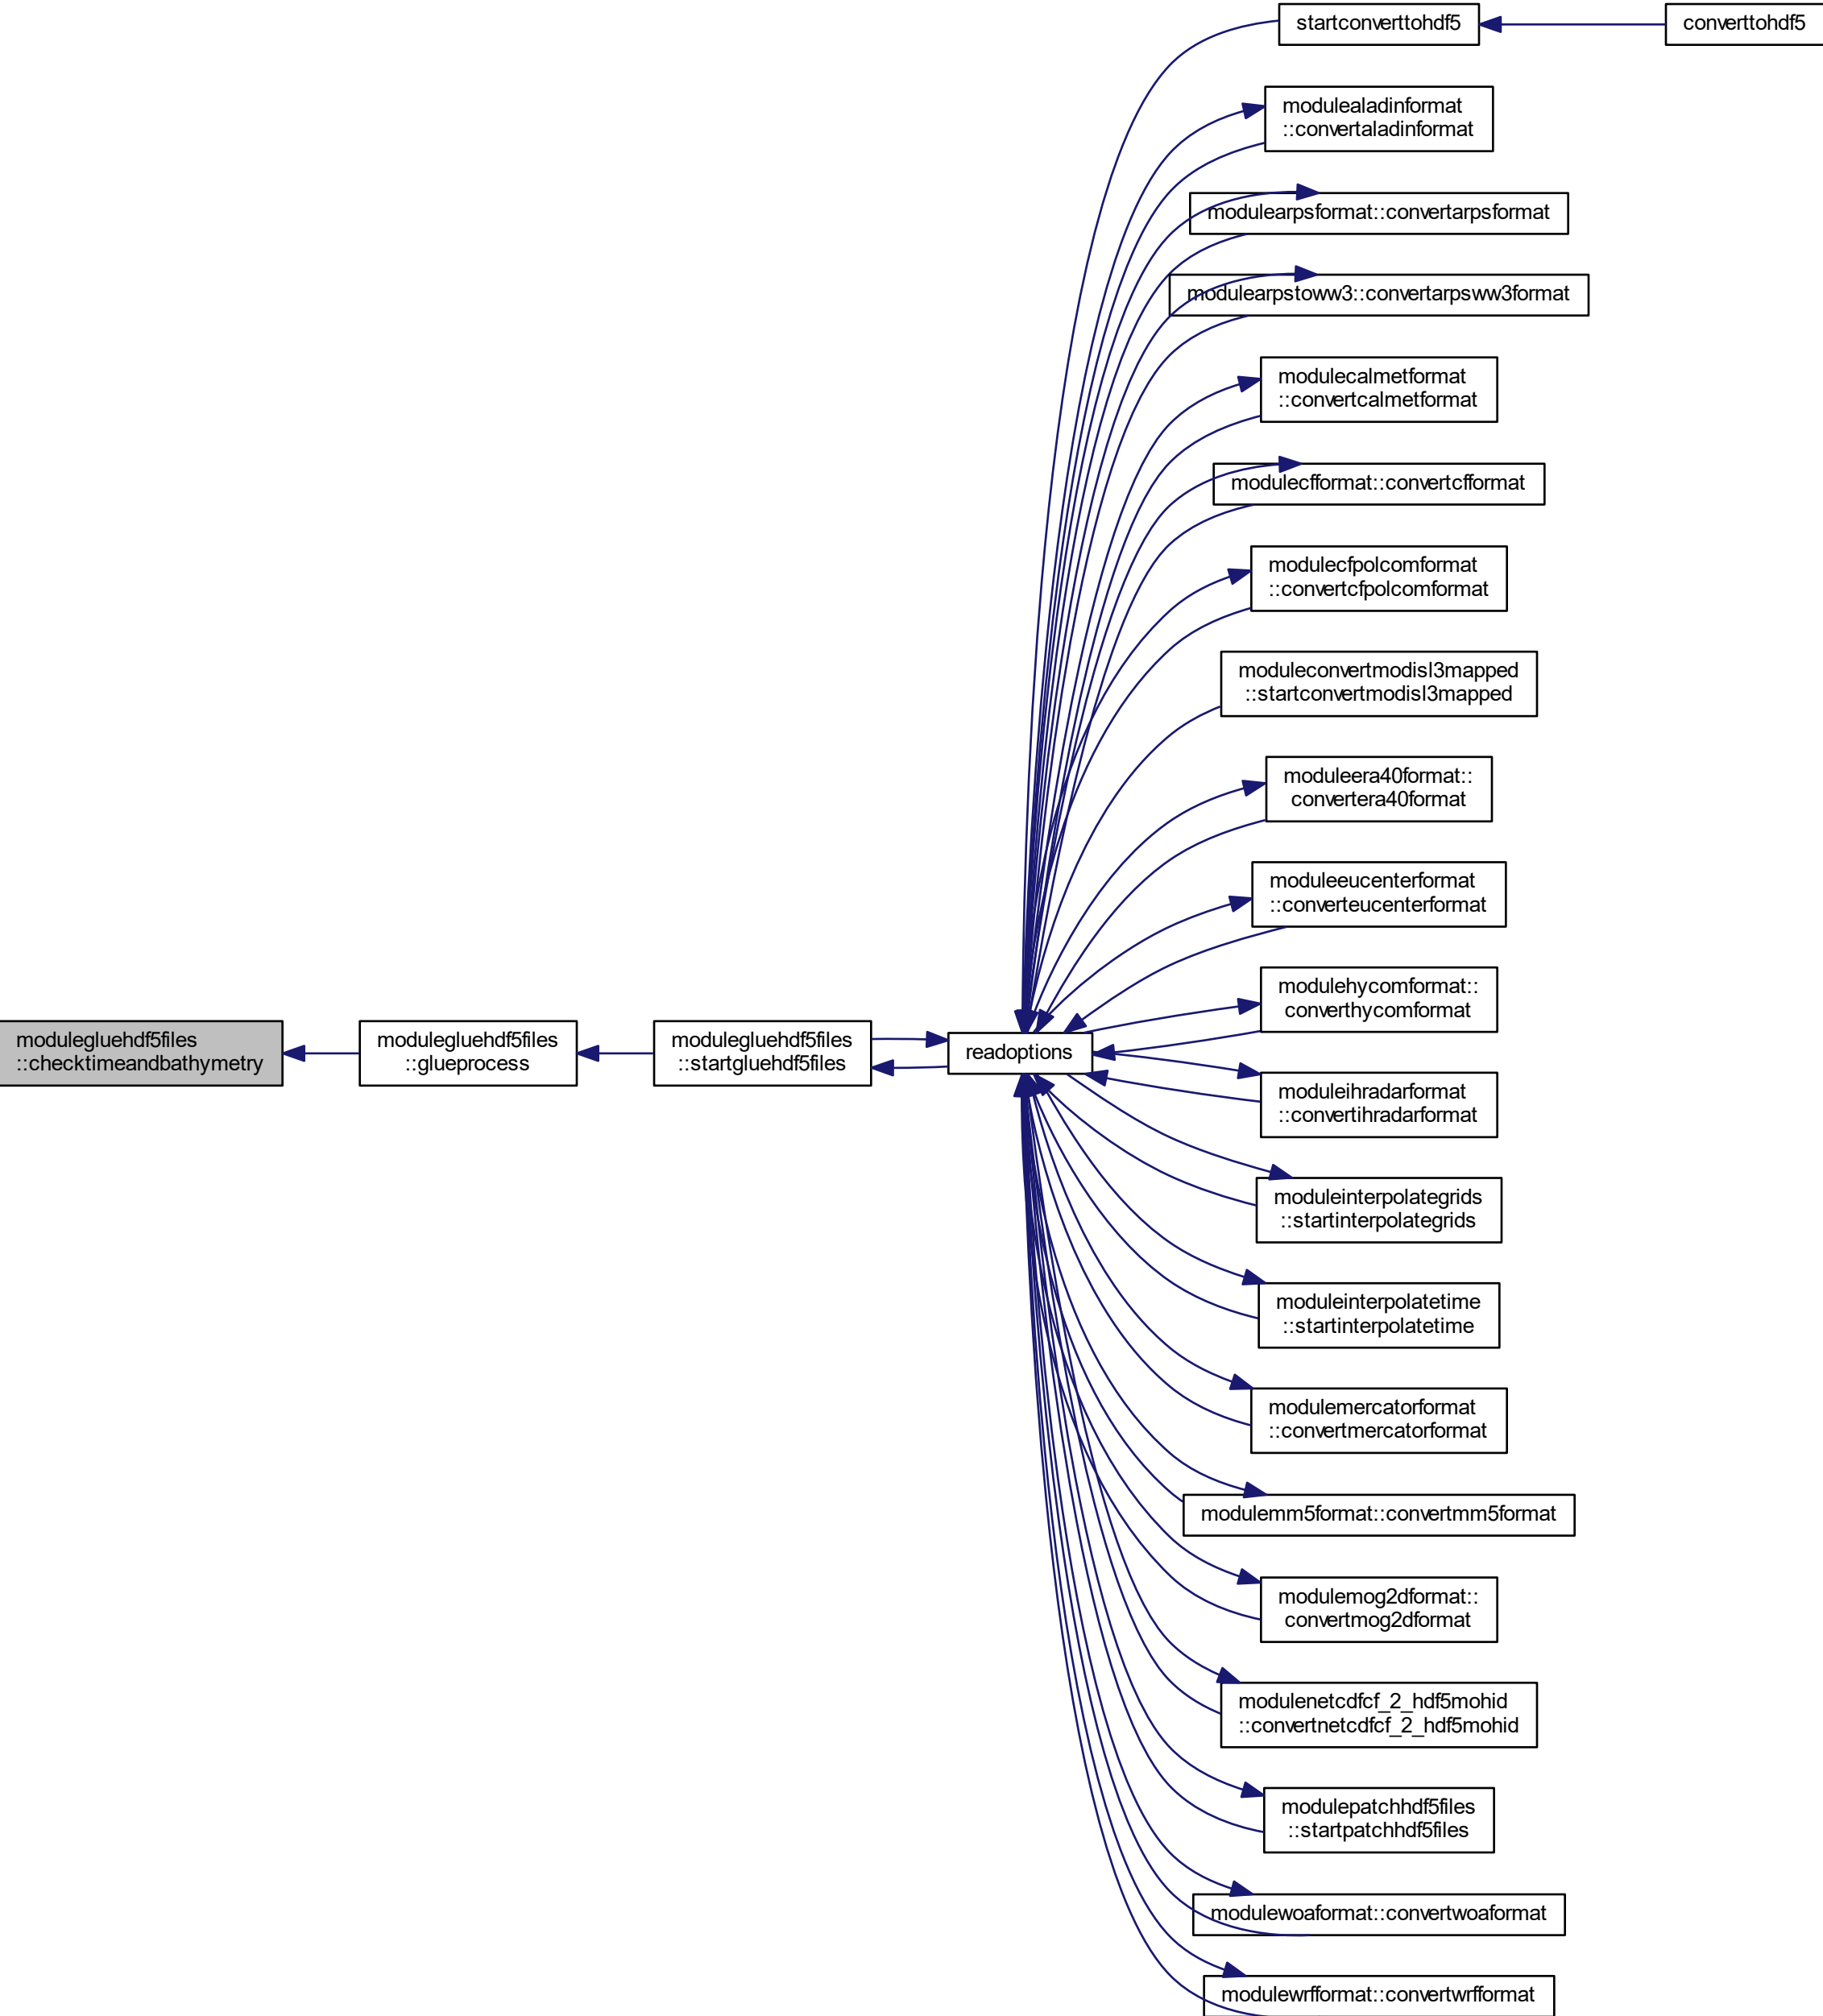 startconverttohdf5
converttohdf5
modulealadinformat
::convertaladinformat
modulearpsformat::convertarpsformat
modulearpstoww3::convertarpsww3format
modulecalmetformat
::convertcalmetformat
modulecfformat::convertcfformat
modulecfpolcomformat
::convertcfpolcomformat
moduleconvertmodisl3mapped
::startconvertmodisl3mapped
moduleera40format::
convertera40format
moduleeucenterformat
::converteucenterformat
modulehycomformat::
converthycomformat
modulegluehdf5files
::checktimeandbathymetry
modulegluehdf5files
::glueprocess
modulegluehdf5files
::startgluehdf5files
readoptions
moduleihradarformat
::convertihradarformat
moduleinterpolategrids
::startinterpolategrids
moduleinterpolatetime
::startinterpolatetime
modulemercatorformat
::convertmercatorformat
modulemm5format::convertmm5format
modulemog2dformat::
convertmog2dformat
modulenetcdfcf_2_hdf5mohid
::convertnetcdfcf_2_hdf5mohid
modulepatchhdf5files
::startpatchhdf5files
modulewoaformat::convertwoaformat
modulewrfformat::convertwrfformat